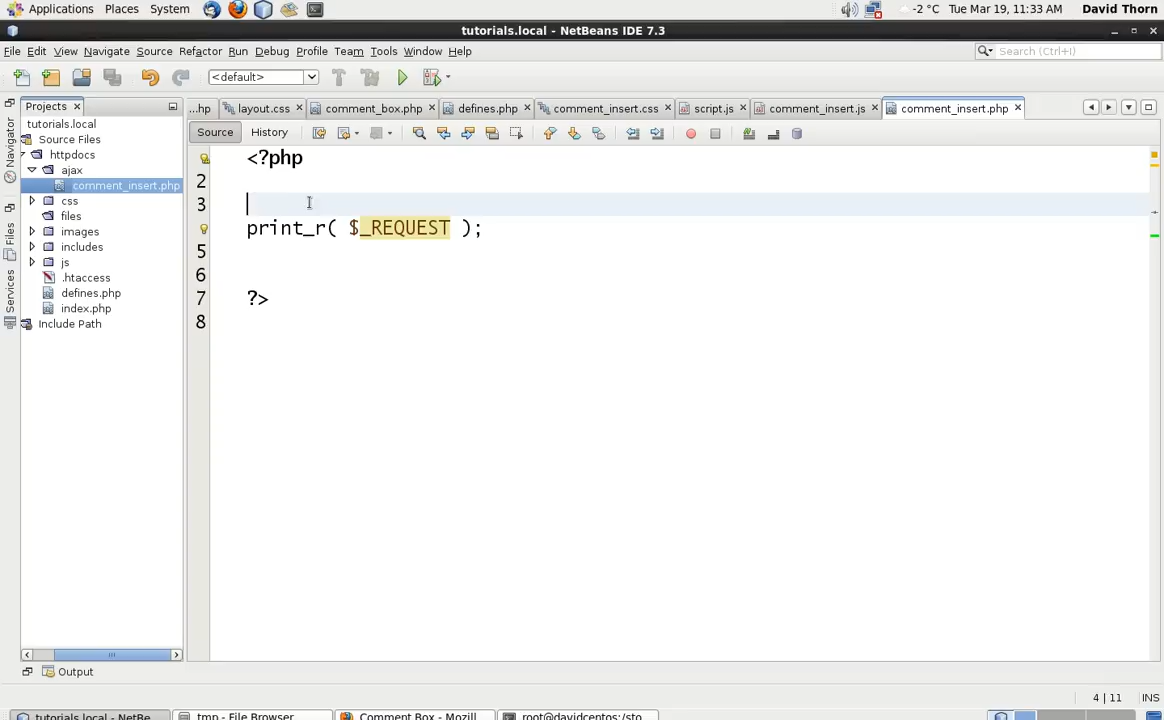 Applications Places System -2 °C Tue Mar 19, 11:33 AM David Thorn
tutorials.local - NetBeans IDE 7.3
File Edit View Navigate Source Refactor Run Debug Profile Team Tools Window Help Search (Ctrl+I)
<default>
Projects ...hp layout.css comment_box.php defines.php comment_insert.css script.js comment_insert.js comment_insert.php
tutorials.local
Source Files
httpdocs
ajax
comment_insert.php
css
files
images
includes
js
.htaccess
defines.php
index.php
Include Path
Navigator
Files
Services
Source History
<?php
2
3
print_r( $_REQUEST );
5
6
7 ?>
8
Output
4 | 11 INS
tutorials.local - NetBe... tmp - File Browser Comment Box - Mozill... root@davidcentos:/sto...